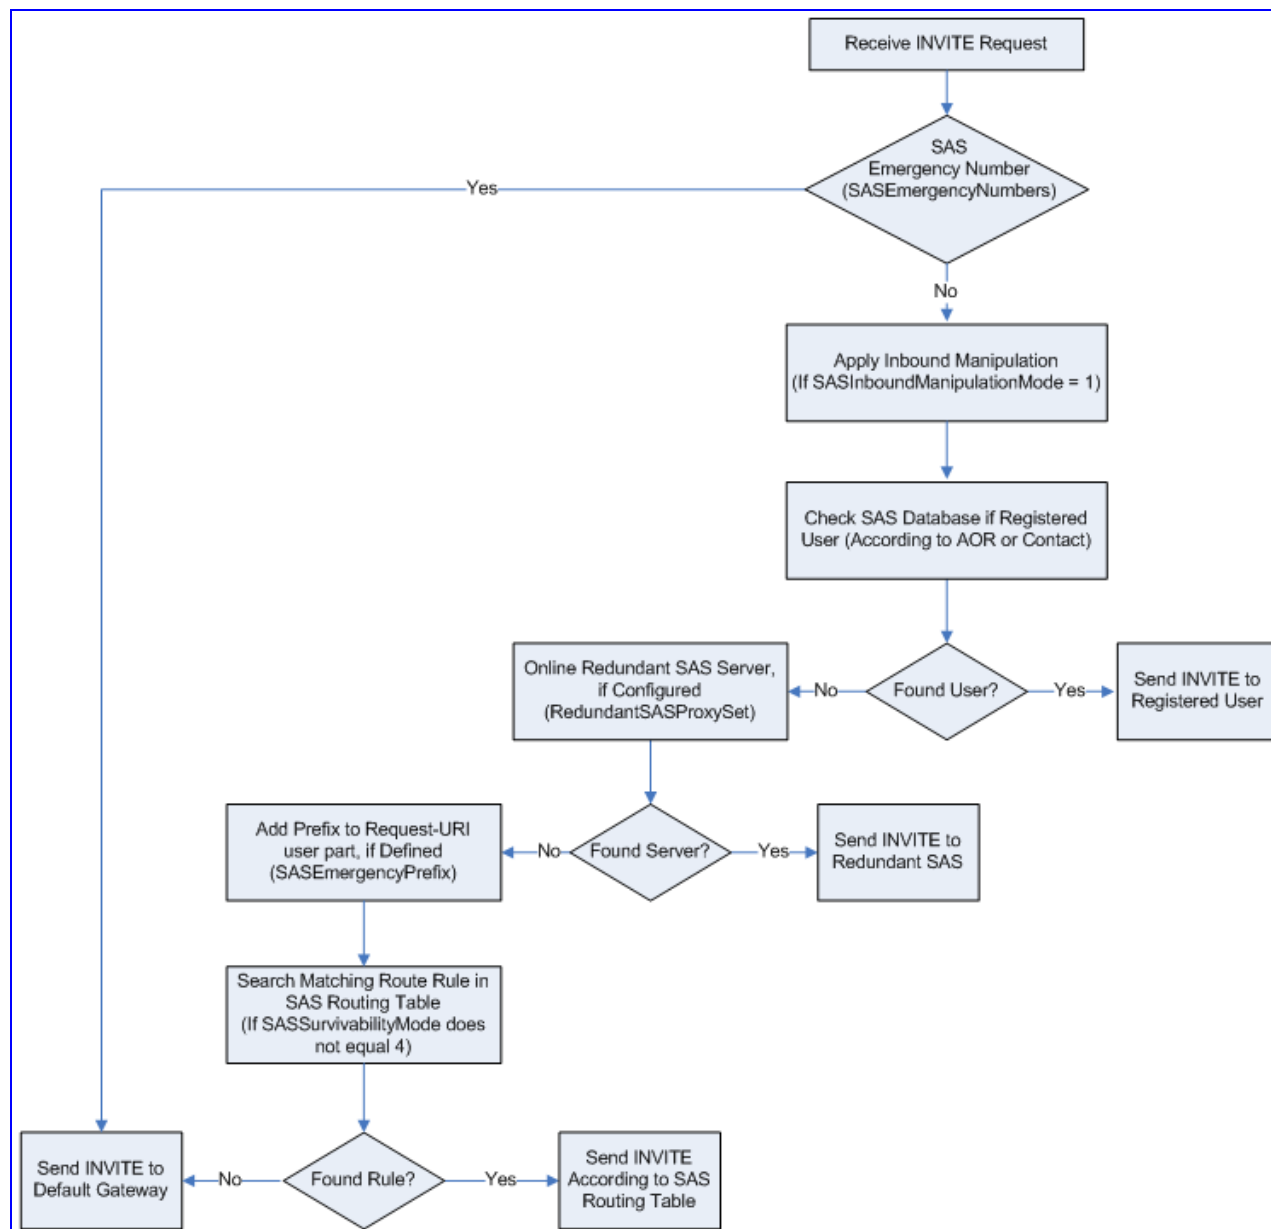 Receive INVITE Request
SAS
Emergency Number
(SASEmergencyNumbers)
Yes
No
Apply Inbound Manipulation
(If SASInboundManipulationMode = 1)
Check SAS Database if Registered
User (According to AOR or Contact)
Online Redundant SAS Server,
if Configured
(RedundantSASProxySet)
No
Found User?
Yes
Send INVITE to
Registered User
Add Prefix to Request-URI
user part, if Defined
(SASEmergencyPrefix)
No
Found Server?
Yes
Send INVITE to
Redundant SAS
Search Matching Route Rule in
SAS Routing Table
(If SASSurvivabilityMode does
not equal 4)
Send INVITE to
Default Gateway
No
Found Rule?
Yes
Send INVITE
According to SAS
Routing Table